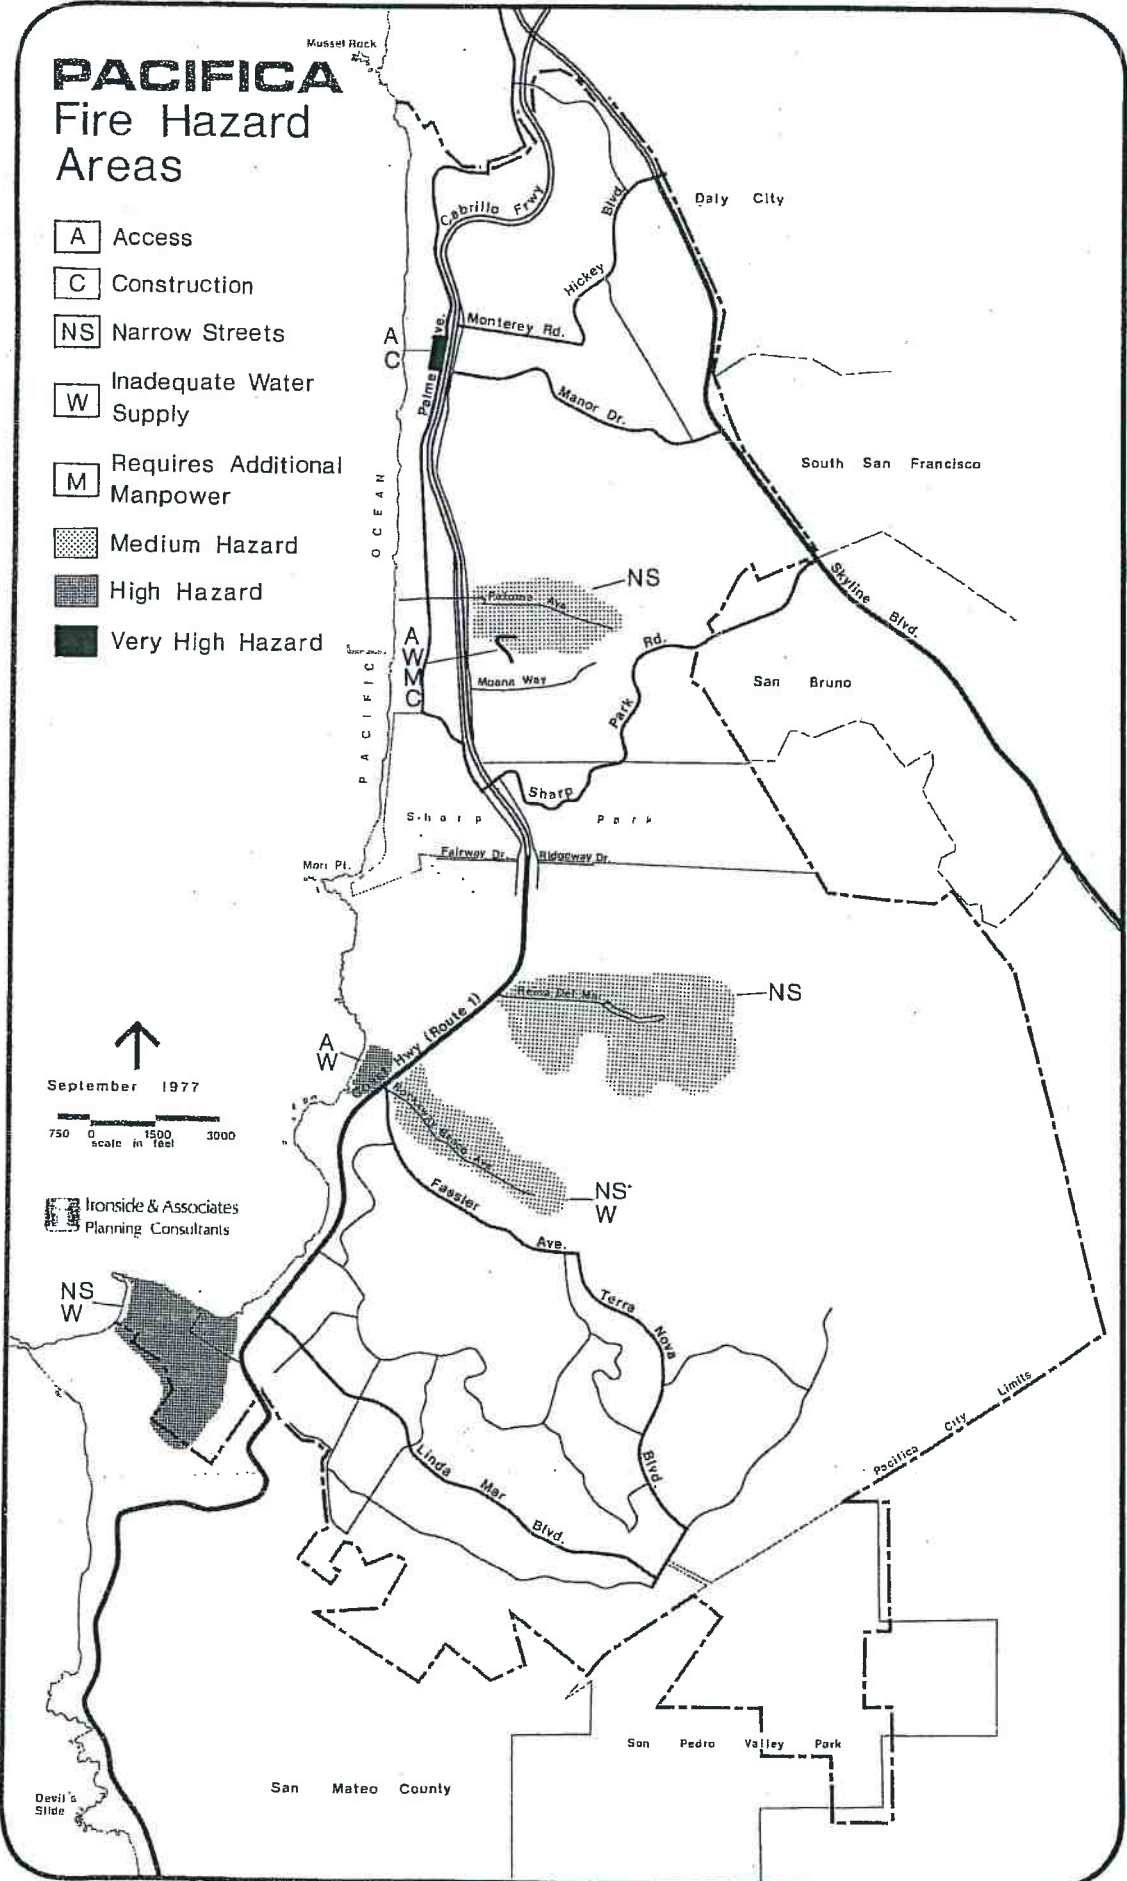 Mussel Rock
PACIFICA
Fire Hazard
Areas
A Access
C Construction
NS Narrow Streets
W Inadequate Water
Supply
M Requires Additional
Manpower
Medium Hazard
High Hazard
Very High Hazard
Daly City
Cabrillo Frwy
Hickey Blvd.
Monterey Rd.
A
C
Manor Dr.
South San Francisco
PACIFIC OCEAN
NS
Paloma Ave.
Skyline Blvd.
A
W
M
C
Moana Way
San Bruno
Sharp Park Rd.
Sharp Park
Fairway Dr.
Ridgeway Dr.
Mori Pt.
Reina Del Mar
NS
Hwy (Route 1)
A
W
September 1977
750 0 1500 3000
scale in feet
NS
W
Fassler Ave.
Ironside & Associates
Planning Consultants
NS
W
Terra Nova Blvd.
Linda Mar Blvd.
Pacifica City Limits
San Pedro Valley Park
San Mateo County
Devil's
Slide